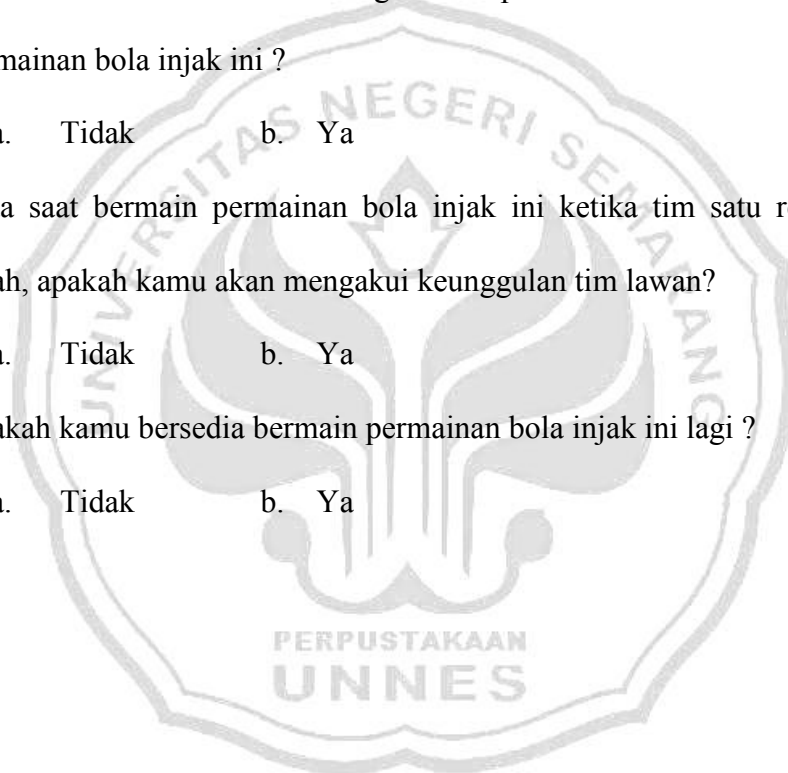 mainan bola injak ini ?
a. Tidak b. Ya
a saat bermain permainan bola injak ini ketika tim satu
ah, apakah kamu akan mengakui keunggulan tim lawan?
a. Tidak b. Ya
akah kamu bersedia bermain permainan bola injak ini lagi ?
a. Tidak b. Ya
UNIVERSITAS NEGERI SEMARANG
PERPUSTAKAAN
UNNES